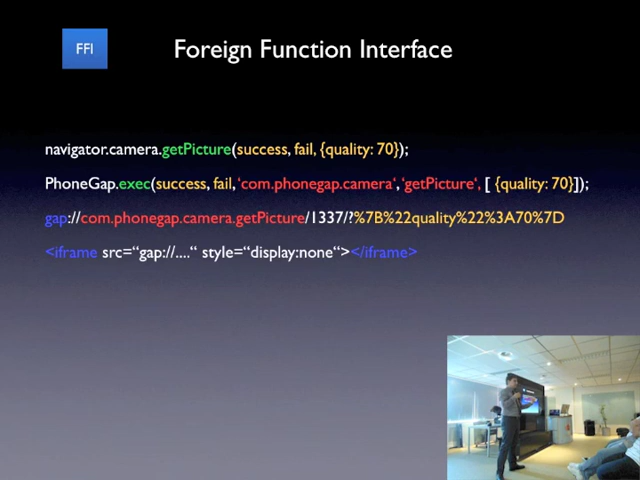 FFI
Foreign Function Interface
navigator.camera.getPicture(success, fail, {quality: 70});
PhoneGap.exec(success, fail, ‘com.phonegap.camera‘, ‘getPicture‘, [ {quality: 70}]);
gap://com.phonegap.camera.getPicture/1337/?%7B%22quality%22%3A70%7D
<iframe src=“gap://....“ style=“display:none“></iframe>